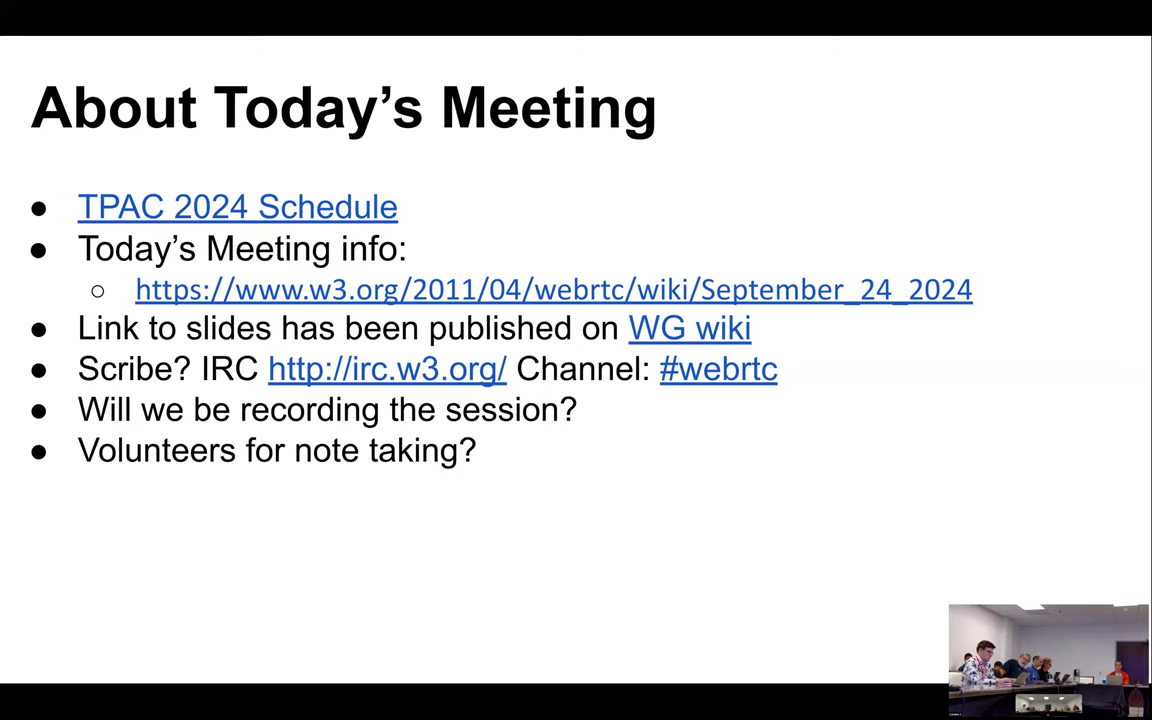 About Today’s Meeting
TPAC 2024 Schedule
Today’s Meeting info:
https://www.w3.org/2011/04/webrtc/wiki/September_24_2024
Link to slides has been published on WG wiki
Scribe? IRC http://irc.w3.org/ Channel: #webrtc
Will we be recording the session?
Volunteers for note taking?